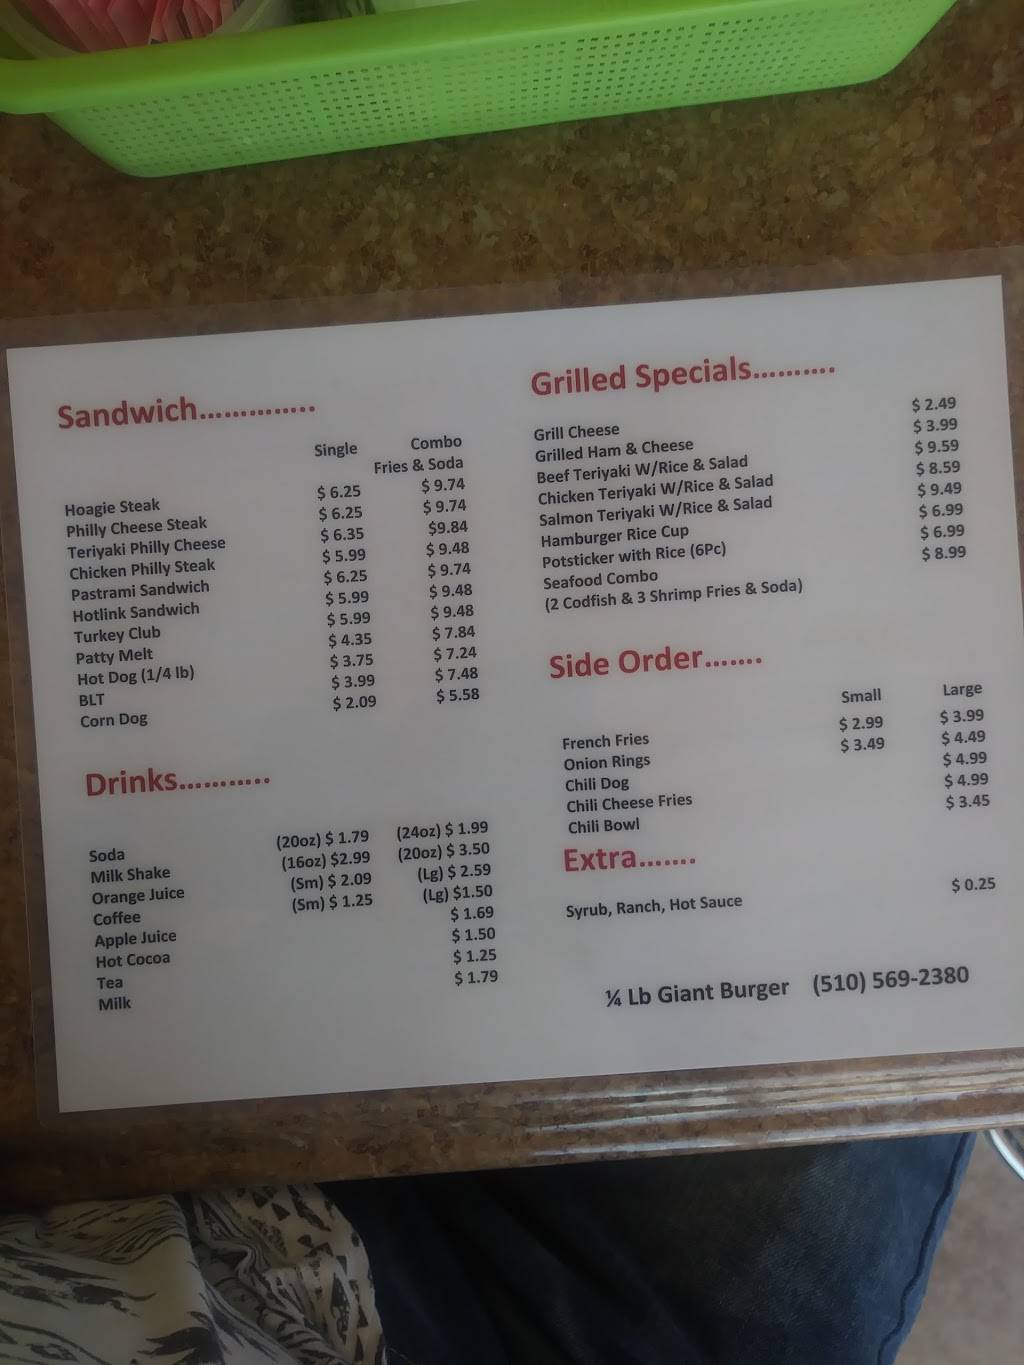 Sandwich..............
Single Combo
Fries & Soda
Hoagie Steak $ 6.25 $ 9.74
Philly Cheese Steak $ 6.25 $ 9.74
Teriyaki Philly Cheese $ 6.35 $9.84
Chicken Philly Steak $ 5.99 $ 9.48
Pastrami Sandwich $ 6.25 $ 9.74
Hotlink Sandwich $ 5.99 $ 9.48
Turkey Club $ 5.99 $ 9.48
Patty Melt $ 4.35 $ 7.84
Hot Dog (1/4 lb) $ 3.75 $ 7.24
BLT $ 3.99 $ 7.48
Corn Dog $ 2.09 $ 5.58
Drinks...........
Soda (20oz) $ 1.79 (24oz) $ 1.99
Milk Shake (16oz) $2.99 (20oz) $ 3.50
Orange Juice (Sm) $ 2.09 (Lg) $ 2.59
Coffee (Sm) $ 1.25 (Lg) $1.50
Apple Juice $ 1.69
Hot Cocoa $ 1.50
Tea $ 1.25
Milk $ 1.79
Grilled Specials..........
Grill Cheese $ 2.49
Grilled Ham & Cheese $ 3.99
Beef Teriyaki W/Rice & Salad $ 9.59
Chicken Teriyaki W/Rice & Salad $ 8.59
Salmon Teriyaki W/Rice & Salad $ 9.49
Hamburger Rice Cup $ 6.99
Potsticker with Rice (6Pc) $ 6.99
Seafood Combo $ 8.99
(2 Codfish & 3 Shrimp Fries & Soda)
Side Order.......
Small Large
French Fries $ 2.99 $ 3.99
Onion Rings $ 3.49 $ 4.49
Chili Dog $ 4.99
Chili Cheese Fries $ 4.99
Chili Bowl $ 3.45
Extra.......
Syrub, Ranch, Hot Sauce $ 0.25
¼ Lb Giant Burger (510) 569-2380